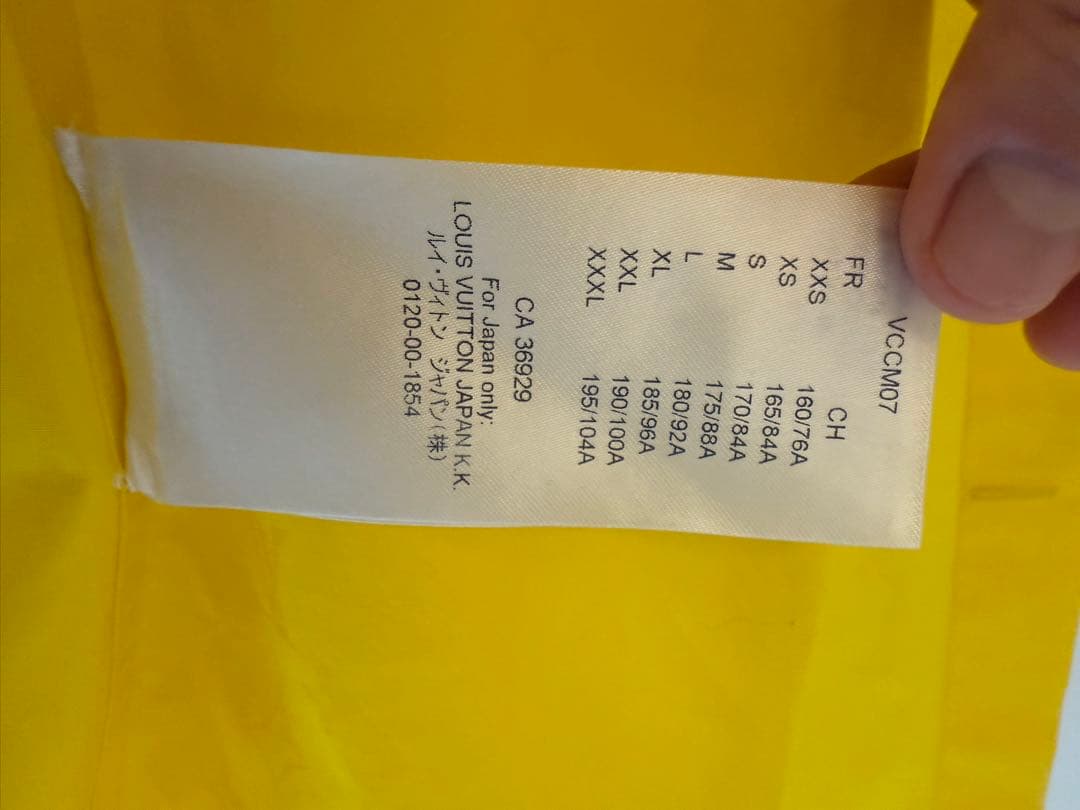 VCCM07
FR CH
XXS 160/76A
XS 165/84A
S 170/84A
M 175/88A
L 180/92A
XL 185/96A
XXL 190/100A
XXXL 195/104A
CA 36929
For Japan only:
LOUIS VUITTON JAPAN K.K.
ルイ・ヴィトン ジャパン(株)
0120-00-1854